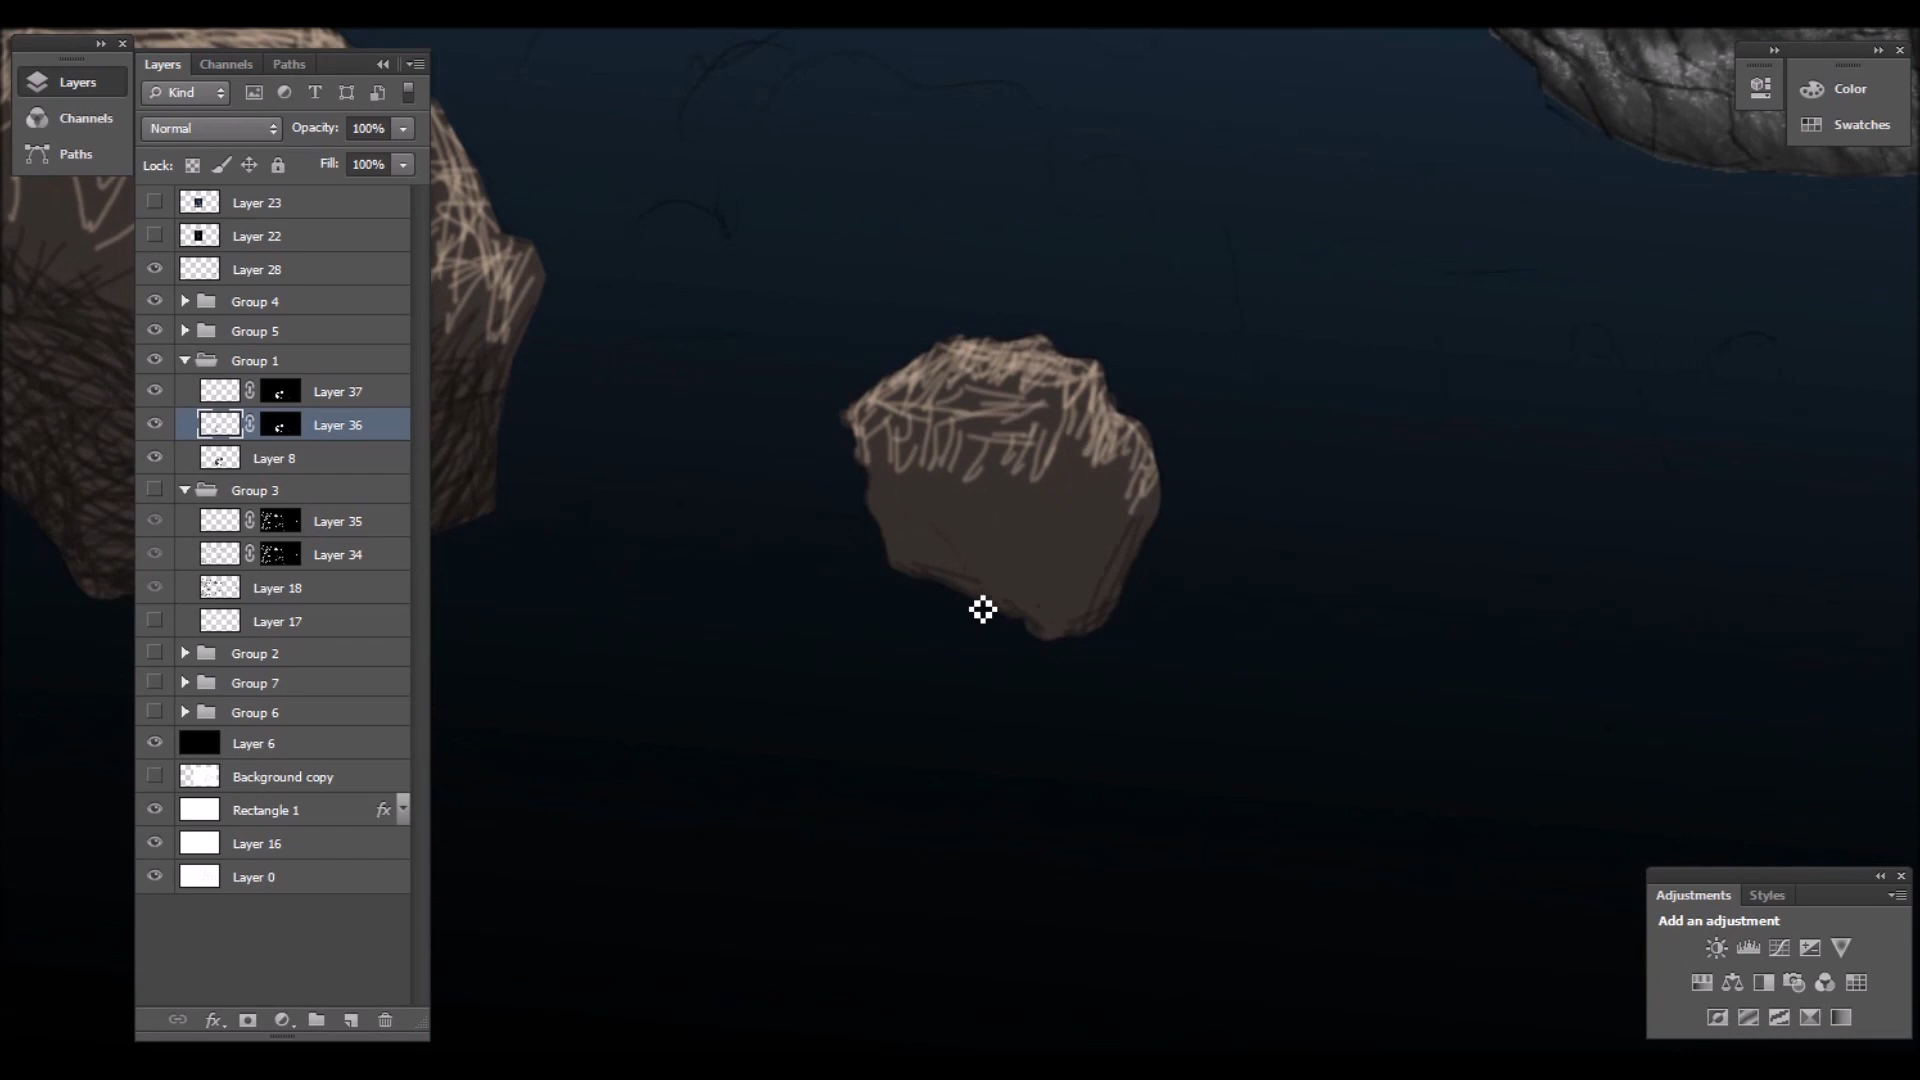 Layers
Channels
Paths
Layers Channels Paths
Kind
Normal Opacity: 100%
Lock: Fill: 100%
Layer 23
Layer 22
Layer 28
Group 4
Group 5
Group 1
Layer 37
Layer 36
Layer 8
Group 3
Layer 35
Layer 34
Layer 18
Layer 17
Group 2
Group 7
Group 6
Layer 6
Background copy
Rectangle 1 fx
Layer 16
Layer 0
fx
Color
Swatches
Adjustments Styles
Add an adjustment